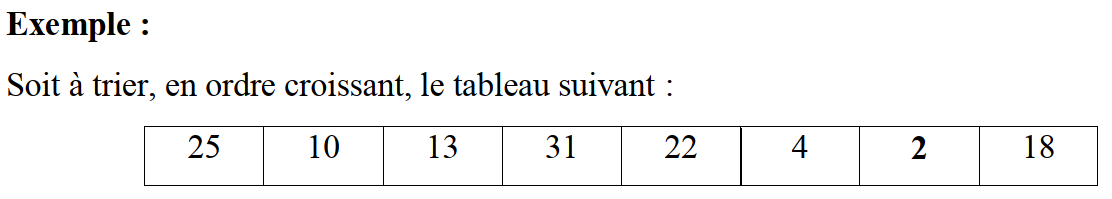 Exemple :
Soit à trier, en ordre croissant, le tableau suivant :
25 10 13 31 22 4 2 18